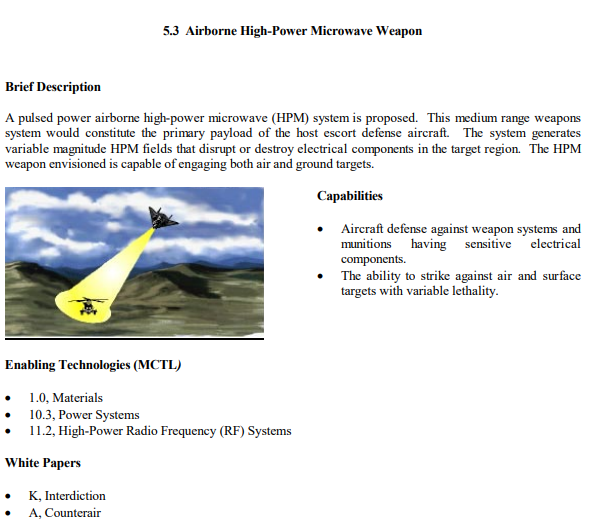 5.3 Airborne High-Power Microwave Weapon
Brief Description
A pulsed power airborne high-power microwave (HPM) system is proposed. This medium range weapons
system would constitute the primary payload of the host escort defense aircraft. The system generates
variable magnitude HPM fields that disrupt or destroy electrical components in the target region. The HPM
weapon envisioned is capable of engaging both air and ground targets.
Capabilities
• Aircraft defense against weapon systems and
munitions having sensitive electrical
components.
• The ability to strike against air and surface
targets with variable lethality.
Enabling Technologies (MCTL)
• 1.0, Materials
• 10.3, Power Systems
• 11.2, High-Power Radio Frequency (RF) Systems
White Papers
• K, Interdiction
• A, Counterair